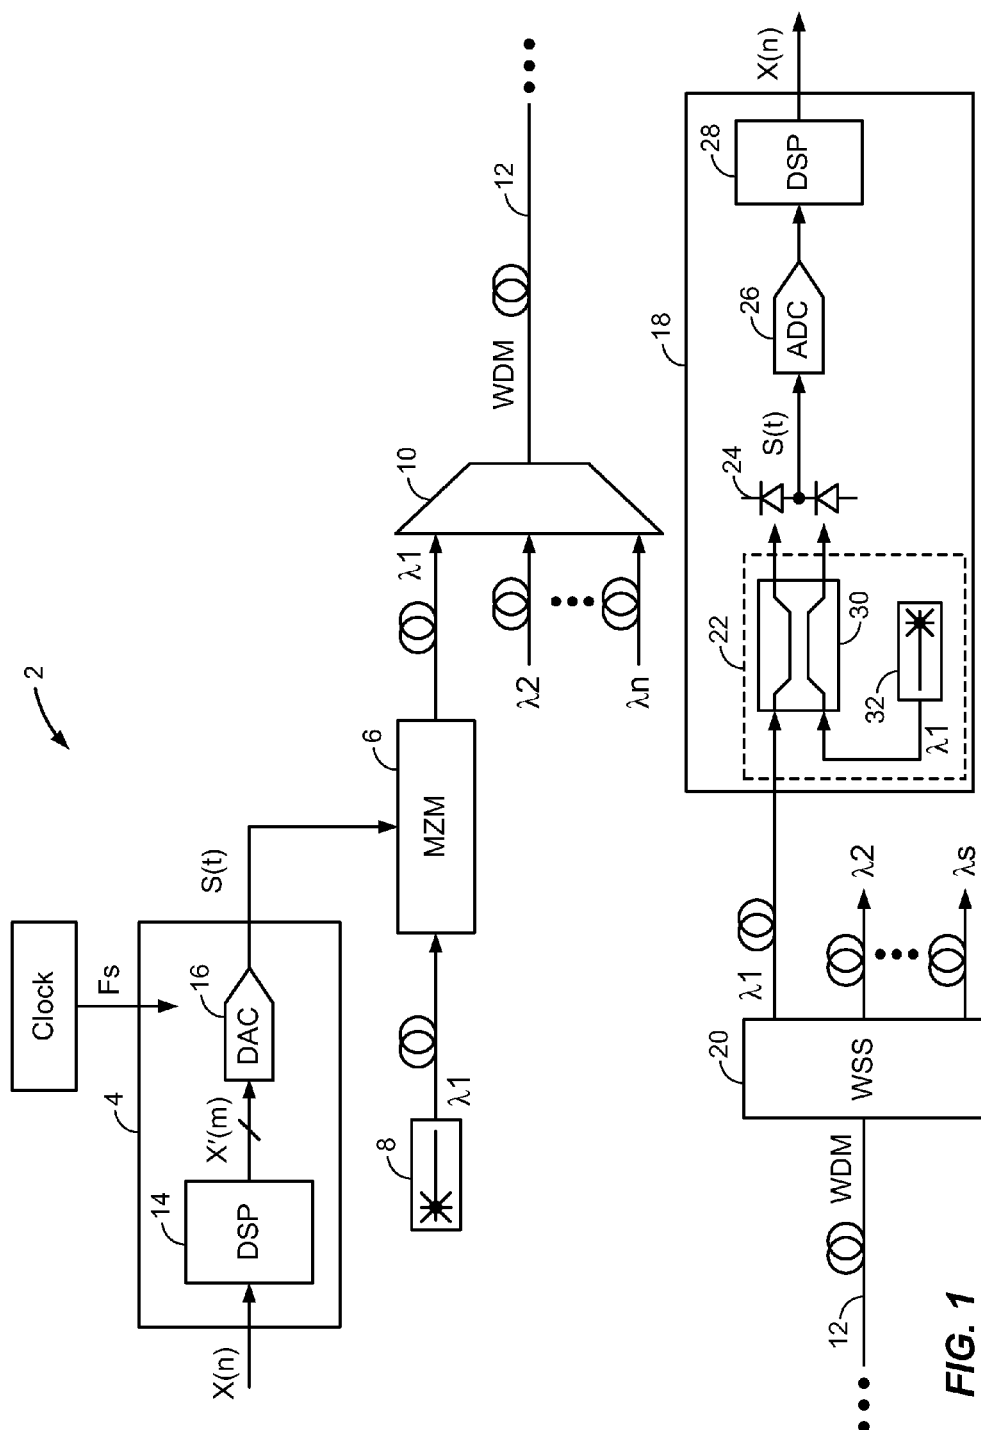 2
Clock
Fs
4
X(n)
14
DSP
X'(m)
16
DAC
S(t)
8
λ1
6
MZM
λ1
λ2
λn
10
WDM
12
12
WDM
20
WSS
λ1
λ2
λs
18
22
30
32
λ1
24
S(t)
26
ADC
28
DSP
X(n)
FIG. 1